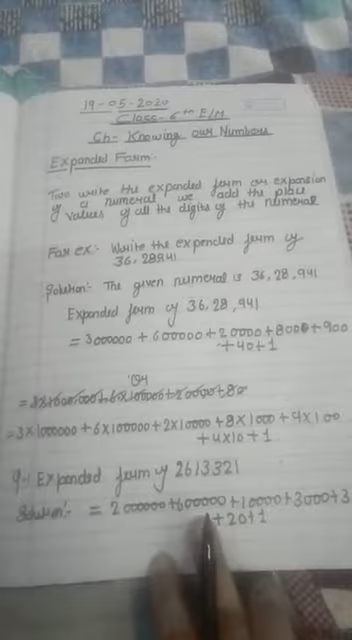 19-05-2020
Class-6th E/M
Ch- Knowing our Numbers
Expanded Form:-
Two write the expanded form or expansion
of a numeral we add the place
values of all the digits of the numeral
For ex:- Write the expended form of
36,28941
Solution:- The given numeral is 36,28,941
Expanded form of 36,28,941
= 3000000 + 600000 + 20000 + 8000 + 900
+ 40 + 1
OR
= 3×1000000 + 6×100000 + 2×10000 + 8×1000 + 9×100
+ 4×10 + 1
Q-1 Expanded form of 2613321
Solution:- = 2000000 + 600000 + 10000 + 3000 + 3
+ 20 + 1